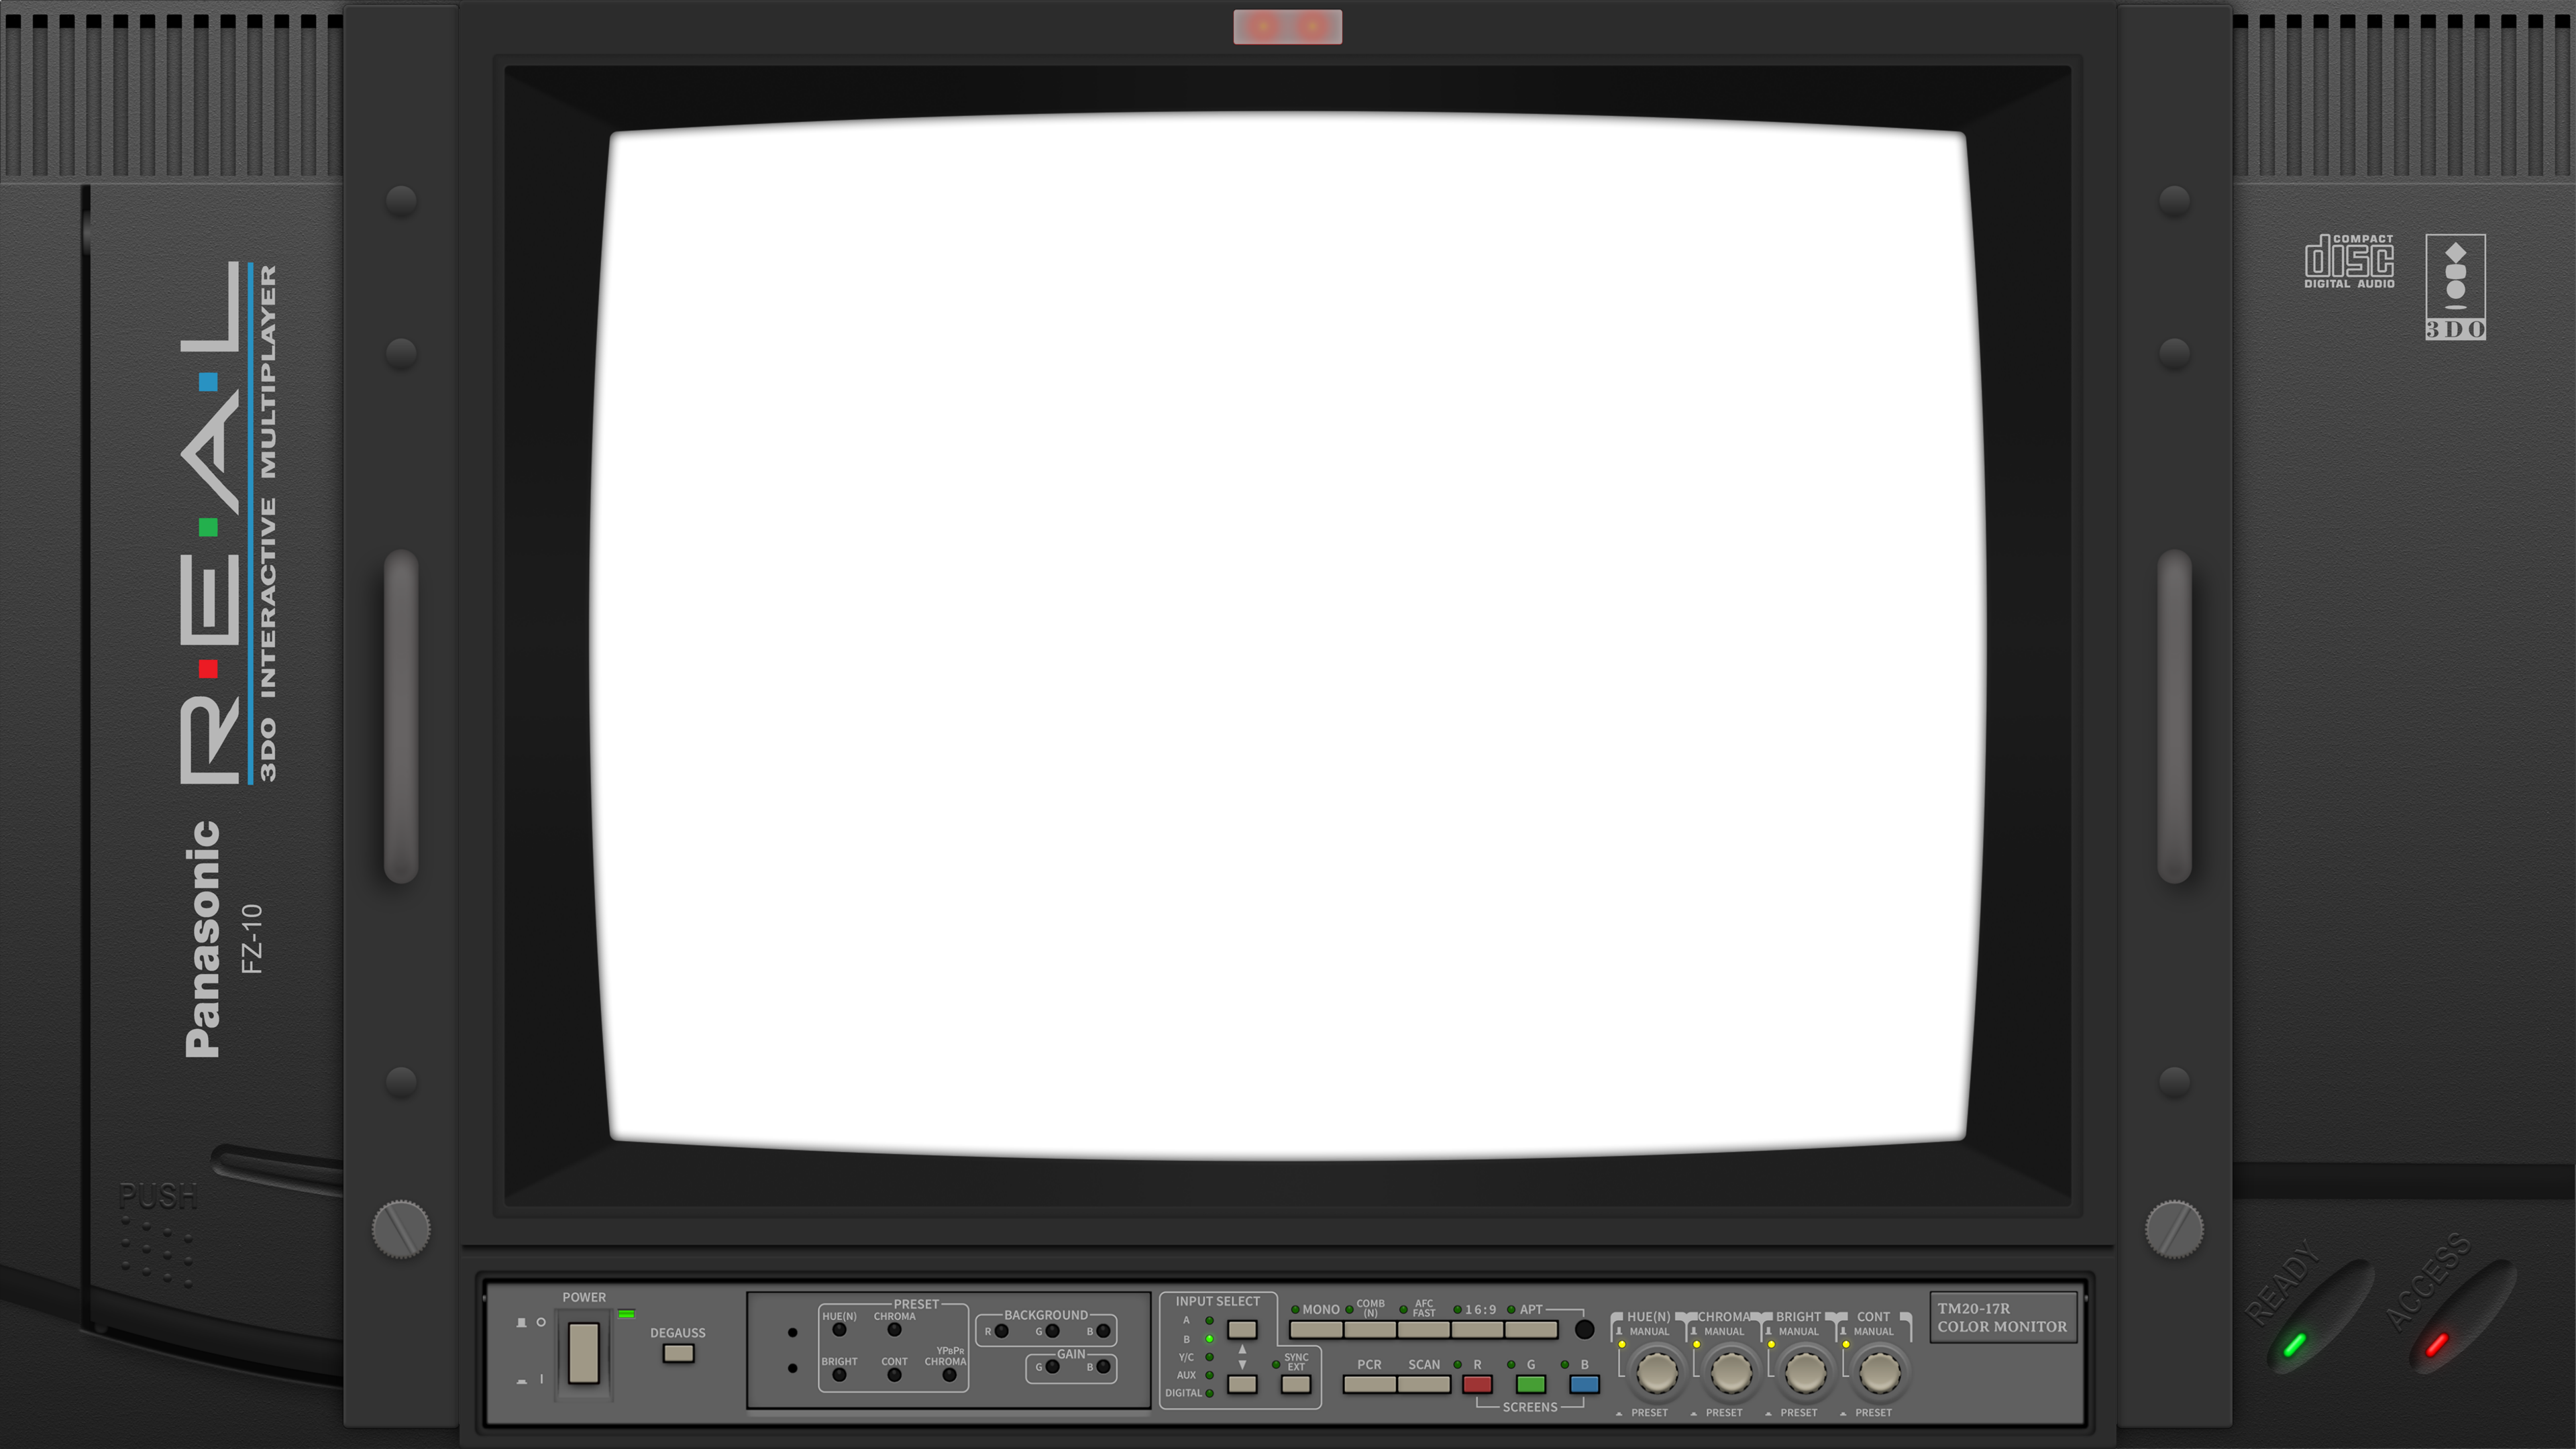 R·E·A·L
3DO INTERACTIVE MULTIPLAYER
Panasonic
FZ-10
PUSH
COMPACT
disc
DIGITAL AUDIO
3DO
READY
ACCESS
POWER
DEGAUSS
PRESET
HUE(N) CHROMA
BRIGHT CONT YPBPR CHROMA
BACKGROUND
R G B
GAIN
G B
INPUT SELECT
A
B
Y/C
AUX
DIGITAL
SYNC
EXT
MONO COMB (N) AFC FAST 16:9 APT
PCR SCAN R G B
SCREENS
HUE(N) CHROMA BRIGHT CONT
MANUAL MANUAL MANUAL MANUAL
PRESET PRESET PRESET PRESET
TM20-17R
COLOR MONITOR